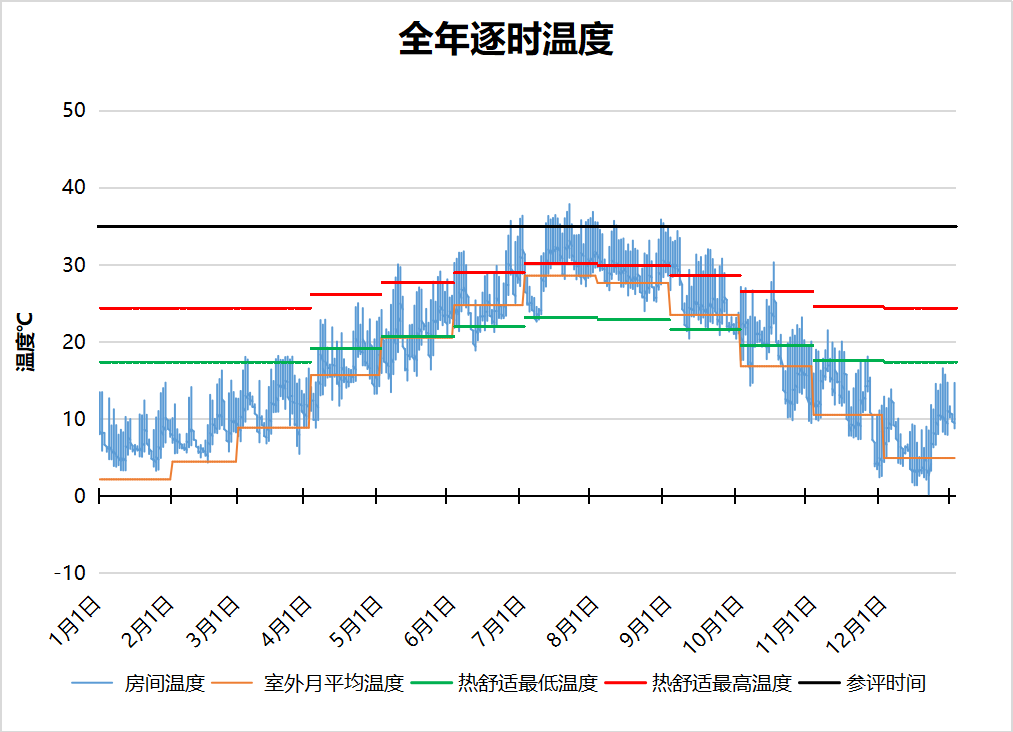 全年逐时温度
温度℃
50
40
30
20
10
0
-10
1月1日
2月1日
3月1日
4月1日
5月1日
6月1日
7月1日
8月1日
9月1日
10月1日
11月1日
12月1日
房间温度
室外月平均温度
热舒适最低温度
热舒适最高温度
参评时间